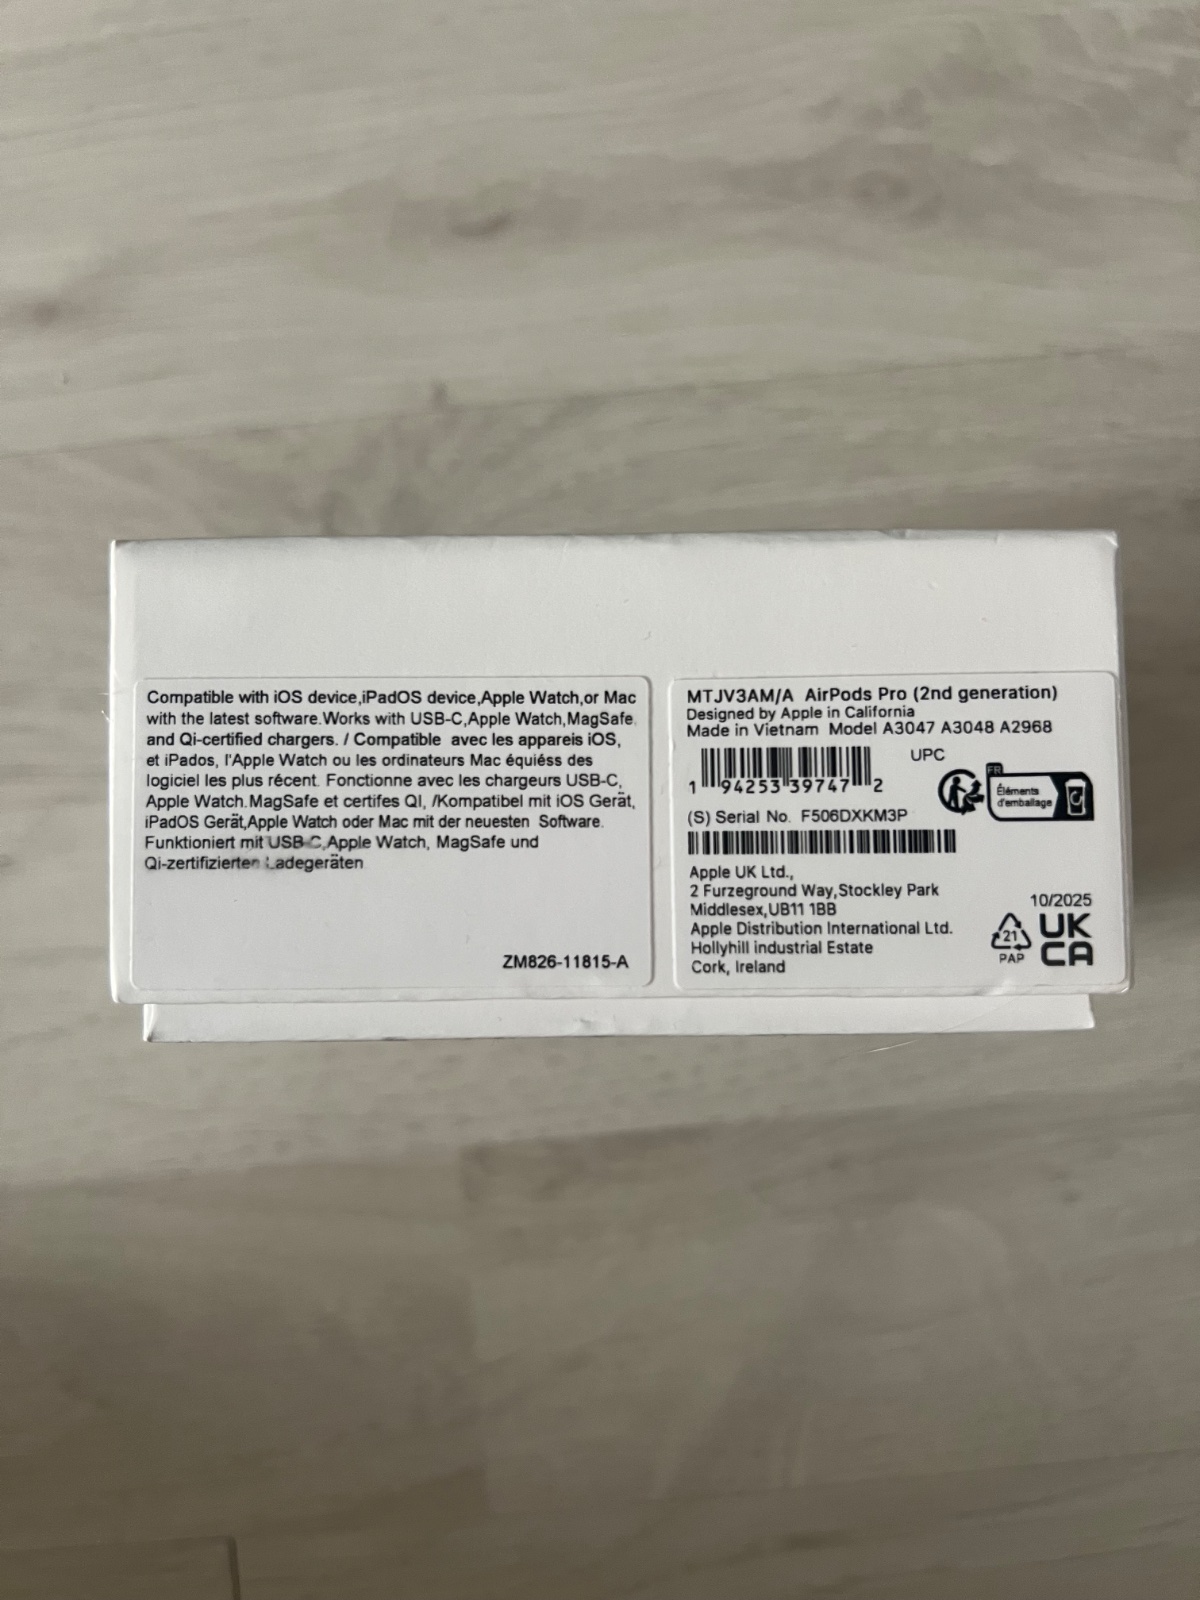 Compatible with iOS device,iPadOS device,Apple Watch,or Mac
with the latest software.Works with USB-C,Apple Watch,MagSafe
and Qi-certified chargers. / Compatible avec les appareis iOS,
et iPados, l'Apple Watch ou les ordinateurs Mac équiéss des
logiciel les plus récent. Fonctionne avec les chargeurs USB-C,
Apple Watch.MagSafe et certifes QI, /Kompatibel mit iOS Gerät,
iPadOS Gerät,Apple Watch oder Mac mit der neuesten Software.
Funktioniert mit USB-C,Apple Watch, MagSafe und
Qi-zertifizierten Ladegeräten
ZM826-11815-A
MTJV3AM/A AirPods Pro (2nd generation)
Designed by Apple in California
Made in Vietnam Model A3047 A3048 A2968
UPC
1 94253 39747 2
FR
Éléments
d'emballage
(S) Serial No. F506DXKM3P
Apple UK Ltd.,
2 Furzeground Way,Stockley Park
Middlesex,UB11 1BB
Apple Distribution International Ltd.
Hollyhill industrial Estate
Cork, Ireland
10/2025
21
PAP
UK
CA